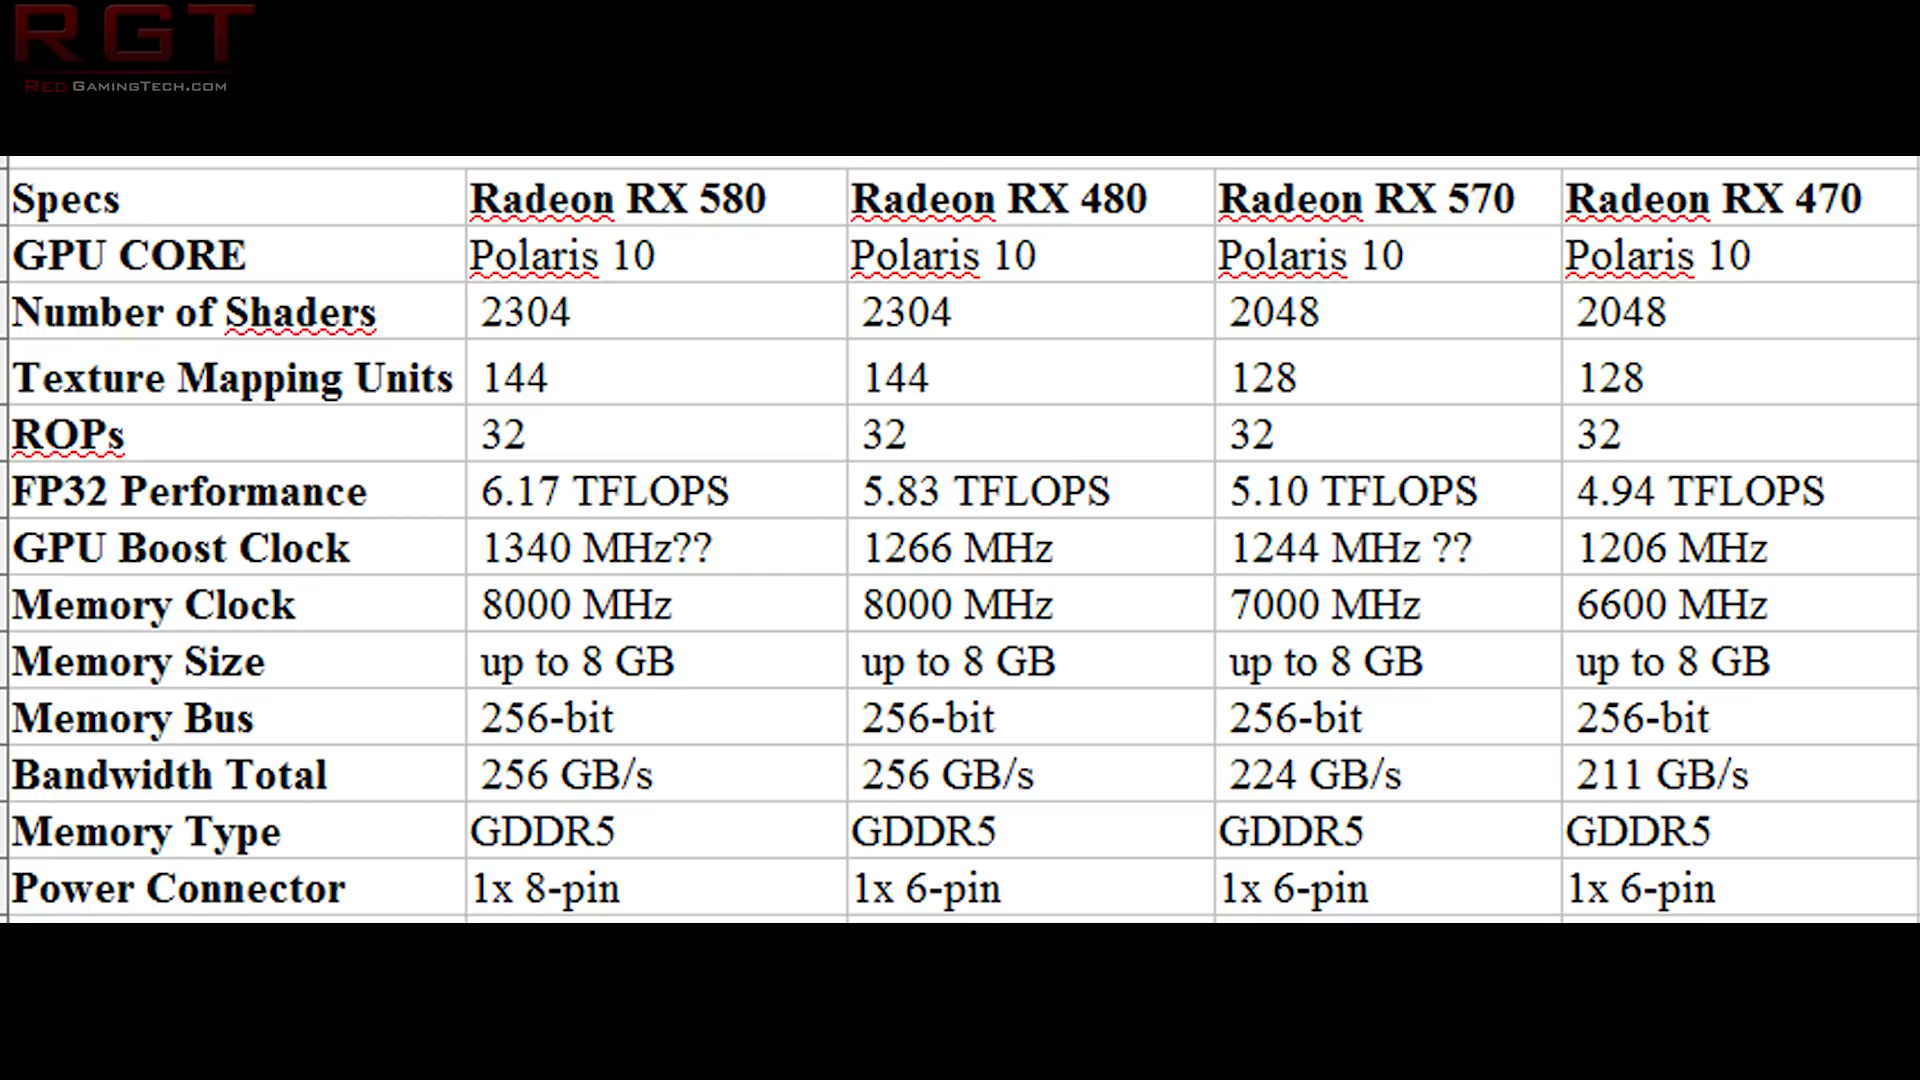 RGT
RED GAMINGTECH.COM
Specs Radeon RX 580 Radeon RX 480 Radeon RX 570 Radeon RX 470
GPU CORE Polaris 10 Polaris 10 Polaris 10 Polaris 10
Number of Shaders 2304 2304 2048 2048
Texture Mapping Units 144 144 128 128
ROPs 32 32 32 32
FP32 Performance 6.17 TFLOPS 5.83 TFLOPS 5.10 TFLOPS 4.94 TFLOPS
GPU Boost Clock 1340 MHz?? 1266 MHz 1244 MHz ?? 1206 MHz
Memory Clock 8000 MHz 8000 MHz 7000 MHz 6600 MHz
Memory Size up to 8 GB up to 8 GB up to 8 GB up to 8 GB
Memory Bus 256-bit 256-bit 256-bit 256-bit
Bandwidth Total 256 GB/s 256 GB/s 224 GB/s 211 GB/s
Memory Type GDDR5 GDDR5 GDDR5 GDDR5
Power Connector 1x 8-pin 1x 6-pin 1x 6-pin 1x 6-pin